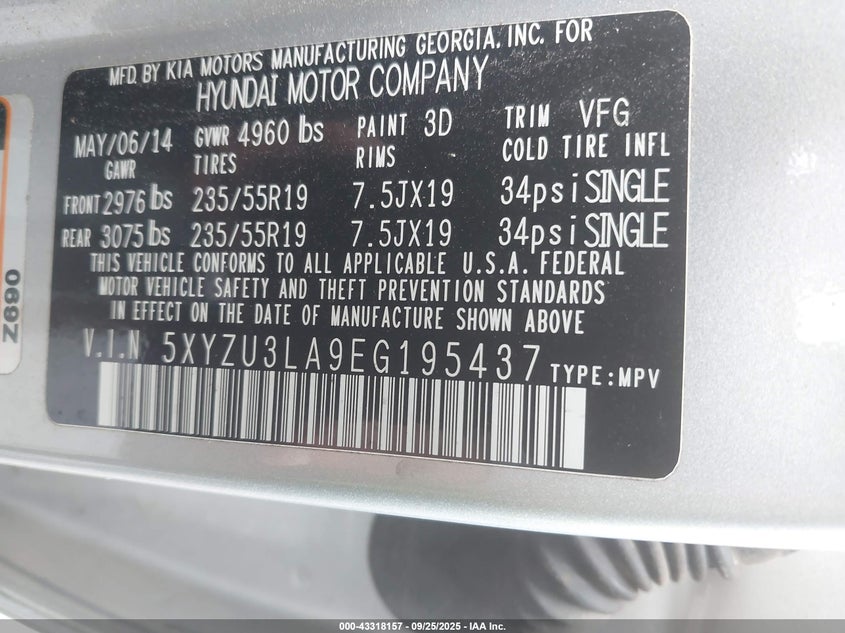 MFD. BY KIA MOTORS MANUFACTURING GEORGIA. INC. FOR
HYUNDAI MOTOR COMPANY
MAY/06/14 GVWR 4960 lbs PAINT 3D TRIM VFG
GAWR TIRES RIMS COLD TIRE INFL
FRONT 2976 lbs 235/55R19 7.5JX19 34psi SINGLE
REAR 3075 lbs 235/55R19 7.5JX19 34psi SINGLE
THIS VEHICLE CONFORMS TO ALL APPLICABLE U.S.A. FEDERAL
MOTOR VEHICLE SAFETY AND THEFT PREVENTION STANDARDS
IN EFFECT ON THE DATE OF MANUFACTURE SHOWN ABOVE
V.I.N 5XYZU3LA9EG195437 TYPE:MPV
Z690
000-43318157 - 09/25/2025 - IAA Inc.